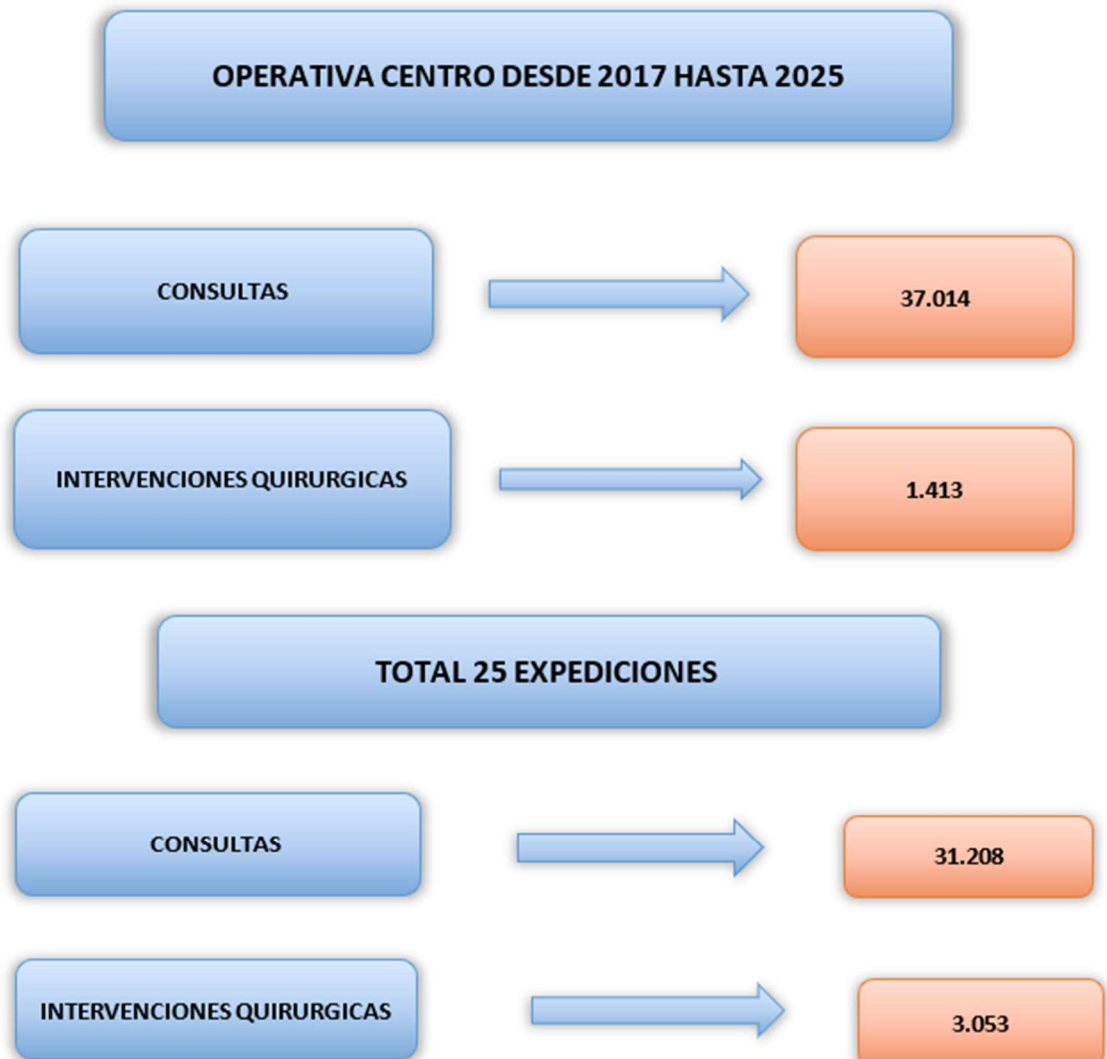 OPERATIVA CENTRO DESDE 2017 HASTA 2025
CONSULTAS
37.014
INTERVENCIONES QUIRURGICAS
1.413
TOTAL 25 EXPEDICIONES
CONSULTAS
31.208
INTERVENCIONES QUIRURGICAS
3.053